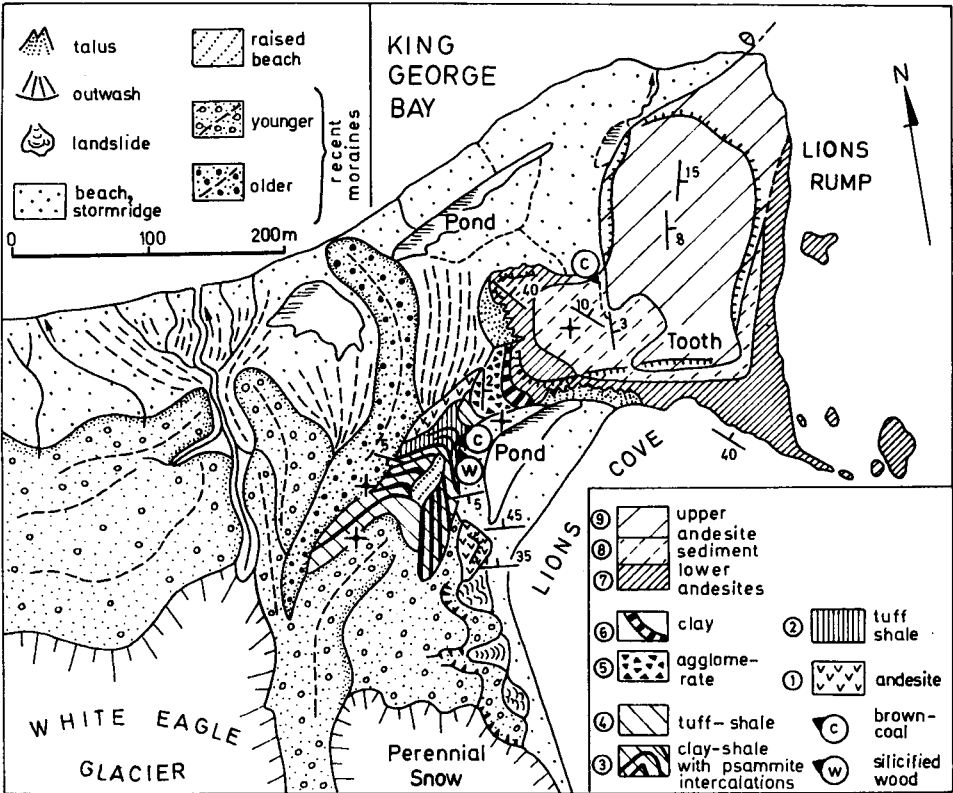 talus
outwash
landslide
beach,
stormridge
raised
beach
younger
older
recent
moraines
0 100 200m
KING
GEORGE
BAY
N
LIONS
RUMP
Pond
15
8
C
40
10
3
Tooth
2
5
C
Pond
W
5
45
35
LIONS COVE
40
WHITE EAGLE
GLACIER
Perennial
Snow
9 upper
andesite
8 sediment
7 lower
andesites
6 clay
5 agglome-
rate
4 tuff-shale
3 clay-shale
with psammite
intercalations
2 tuff
shale
1 andesite
C brown-
coal
W silicified
wood